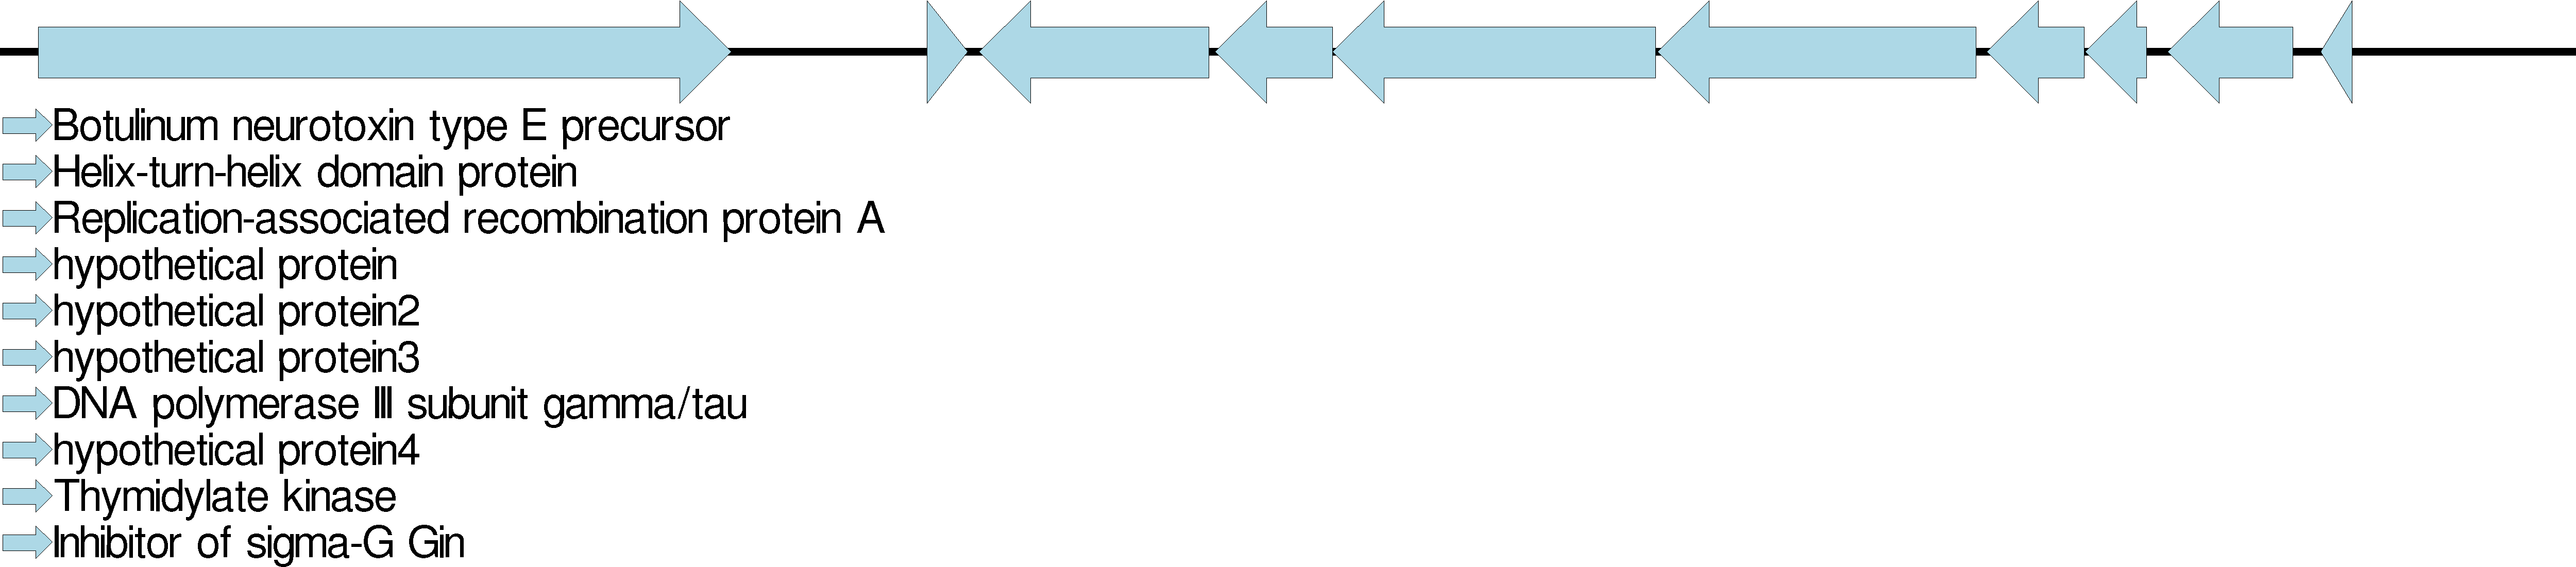 Botulinum neurotoxin type E precursor
Helix-turn-helix domain protein
Replication-associated recombination protein A
hypothetical protein
hypothetical protein2
hypothetical protein3
DNA polymerase III subunit gamma/tau
hypothetical protein4
Thymidylate kinase
Inhibitor of sigma-G Gin